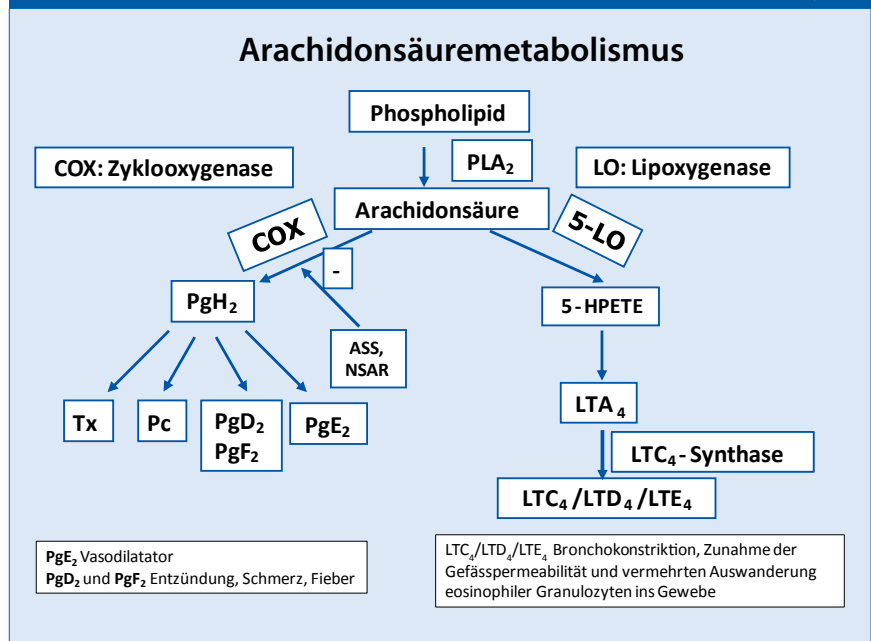 Arachidonsäuremetabolismus
Phospholipid
COX: Zyklooxygenase
PLA₂
LO: Lipoxygenase
Arachidonsäure
COX
5-LO
-
PgH₂
5-HPETE
ASS,
NSAR
LTA₄
Tx
Pc
PgD₂
PgF₂
PgE₂
LTC₄-Synthase
LTC₄/LTD₄/LTE₄
PgE₂ Vasodilatator
PgD₂ und PgF₂ Entzündung, Schmerz, Fieber
LTC₄/LTD₄/LTE₄ Bronchokonstriktion, Zunahme der
Gefässpermeabilität und vermehrten Auswanderung
eosinophiler Granulozyten ins Gewebe